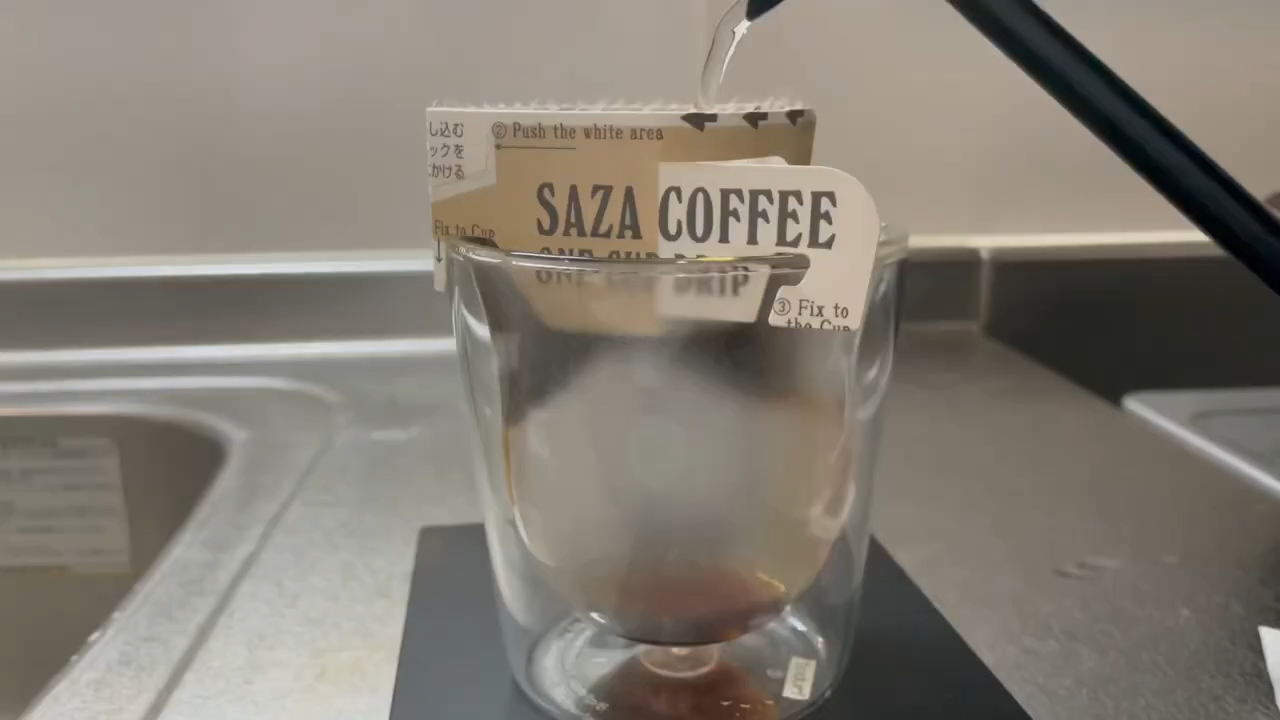 し込む
ックを
かける
② Push the white area
Fix to Cup
SAZA COFFEE
ONE CUP DRIP
③ Fix to
the Cup